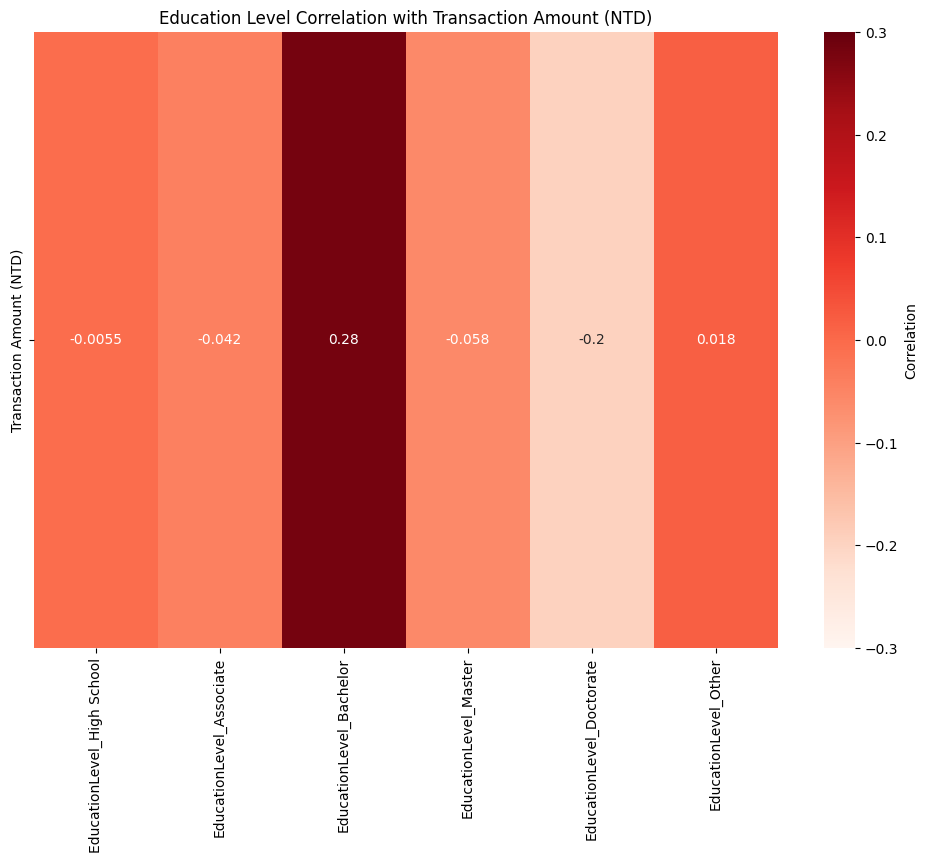 Education Level Correlation with Transaction Amount (NTD)
Transaction Amount (NTD)
-0.0055
-0.042
0.28
-0.058
-0.2
0.018
EducationLevel_High School
EducationLevel_Associate
EducationLevel_Bachelor
EducationLevel_Master
EducationLevel_Doctorate
EducationLevel_Other
0.3
0.2
0.1
0.0
−0.1
−0.2
−0.3
Correlation